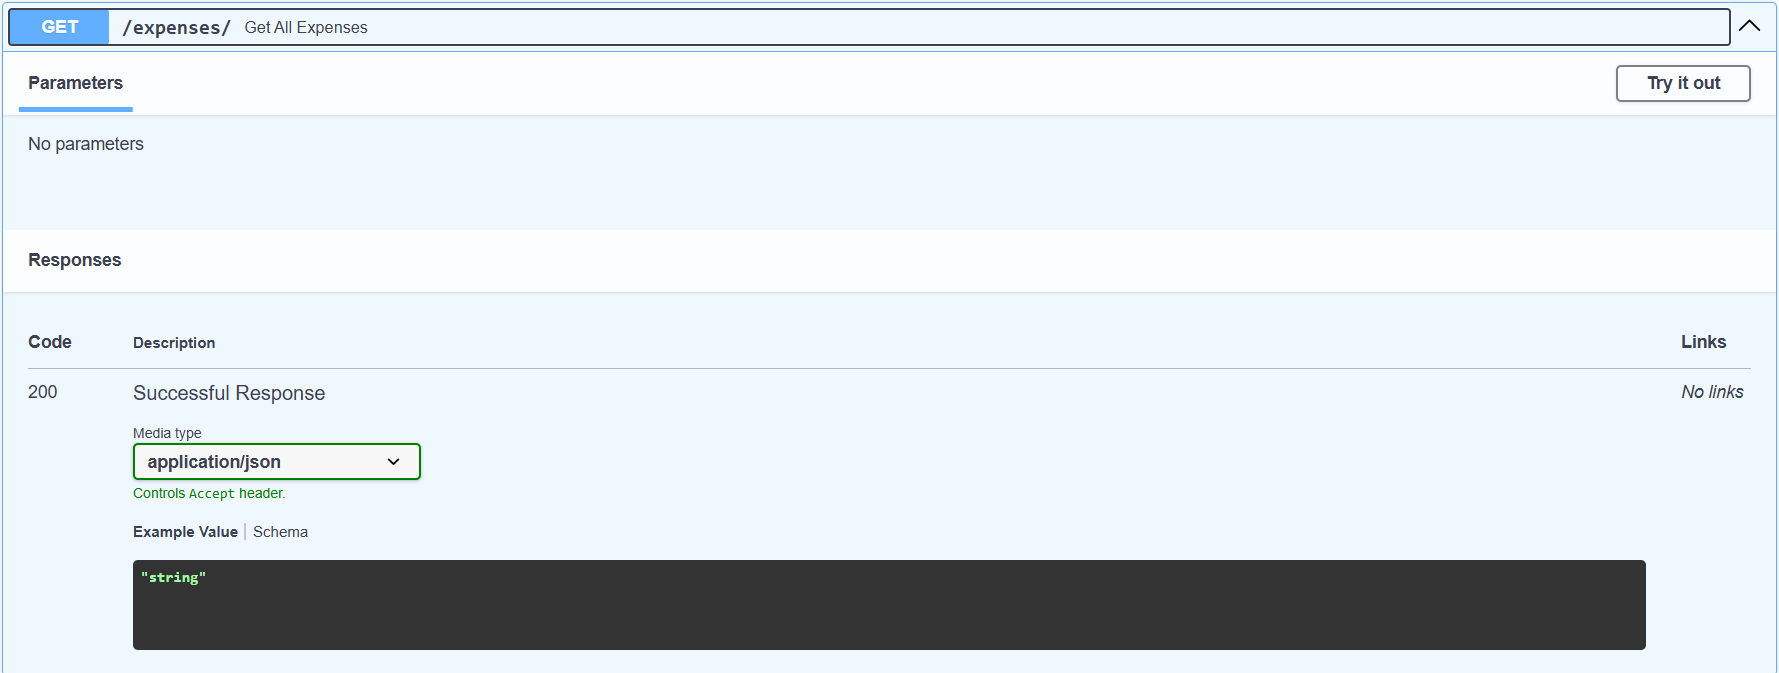 GET /expenses/ Get All Expenses
Parameters
Try it out
No parameters
Responses
Code Description Links
200 Successful Response No links
Media type
application/json
Controls Accept header.
Example Value Schema
"string"